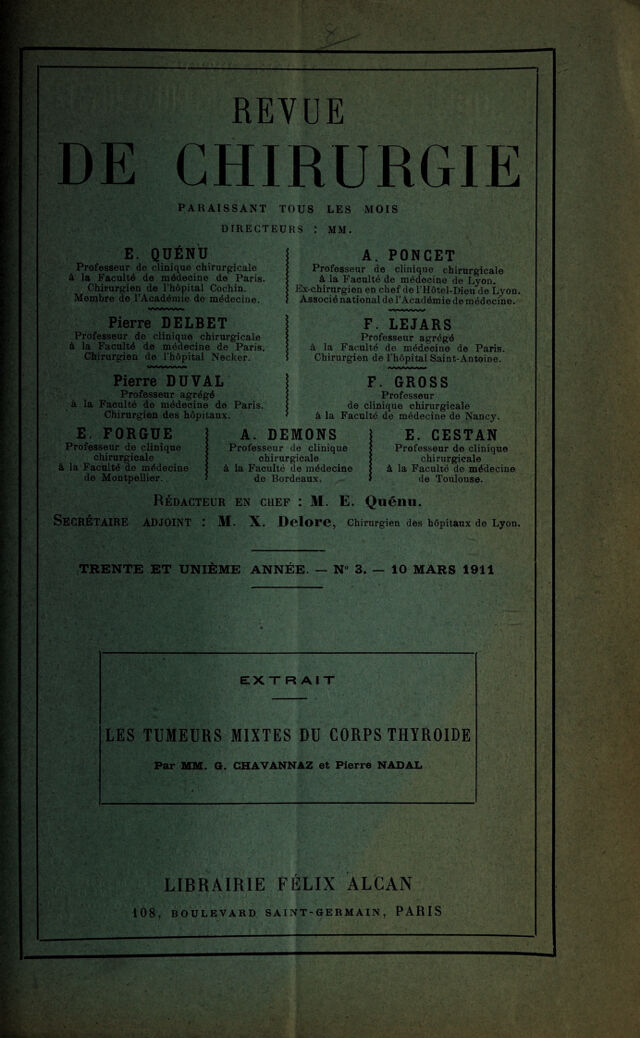 REVUE
DE CHIRURGIE
PARAISSANT TOUS LES MOIS
DIRECTEURS : MM.
E. QUÉNU
Professeur de clinique chirurgicale
à la Faculté de médecine de Paris.
Chirurgien de l'hôpital Cochin.
Membre de l'Académie de médecine.
A. PONCET
Professeur de clinique chirurgicale
à la Faculté de médecine de Lyon.
Ex-chirurgien en chef de l'Hôtel-Dieu de Lyon.
Associé national de l'Académie de médecine.
Pierre DELBET
Professeur de clinique chirurgicale
à la Faculté de médecine de Paris.
Chirurgien de l'hôpital Necker.
F. LEJARS
Professeur agrégé
à la Faculté de médecine de Paris.
Chirurgien de l'hôpital Saint-Antoine.
Pierre DUVAL
Professeur agrégé
à la Faculté de médecine de Paris.
Chirurgien des hôpitaux.
F. GROSS
Professeur
de clinique chirurgicale
à la Faculté de médecine de Nancy.
E. FORGUE
Professeur de clinique
chirurgicale
à la Faculté de médecine
de Montpellier.
A. DEMONS
Professeur de clinique
chirurgicale
à la Faculté de médecine
de Bordeaux.
E. CESTAN
Professeur de clinique
chirurgicale
à la Faculté de médecine
de Toulouse.
RÉDACTEUR EN CHEF : M. E. Quénu.
SECRÉTAIRE ADJOINT : M. X. Delore, Chirurgien des hôpitaux de Lyon.
TRENTE ET UNIÈME ANNÉE. — N° 3. — 10 MARS 1911
EXTRAIT
LES TUMEURS MIXTES DU CORPS THYROIDE
Par MM. G. CHAVANNAZ et Pierre NADAL
LIBRAIRIE FÉLIX ALCAN
108, BOULEVARD SAINT-GERMAIN, PARIS